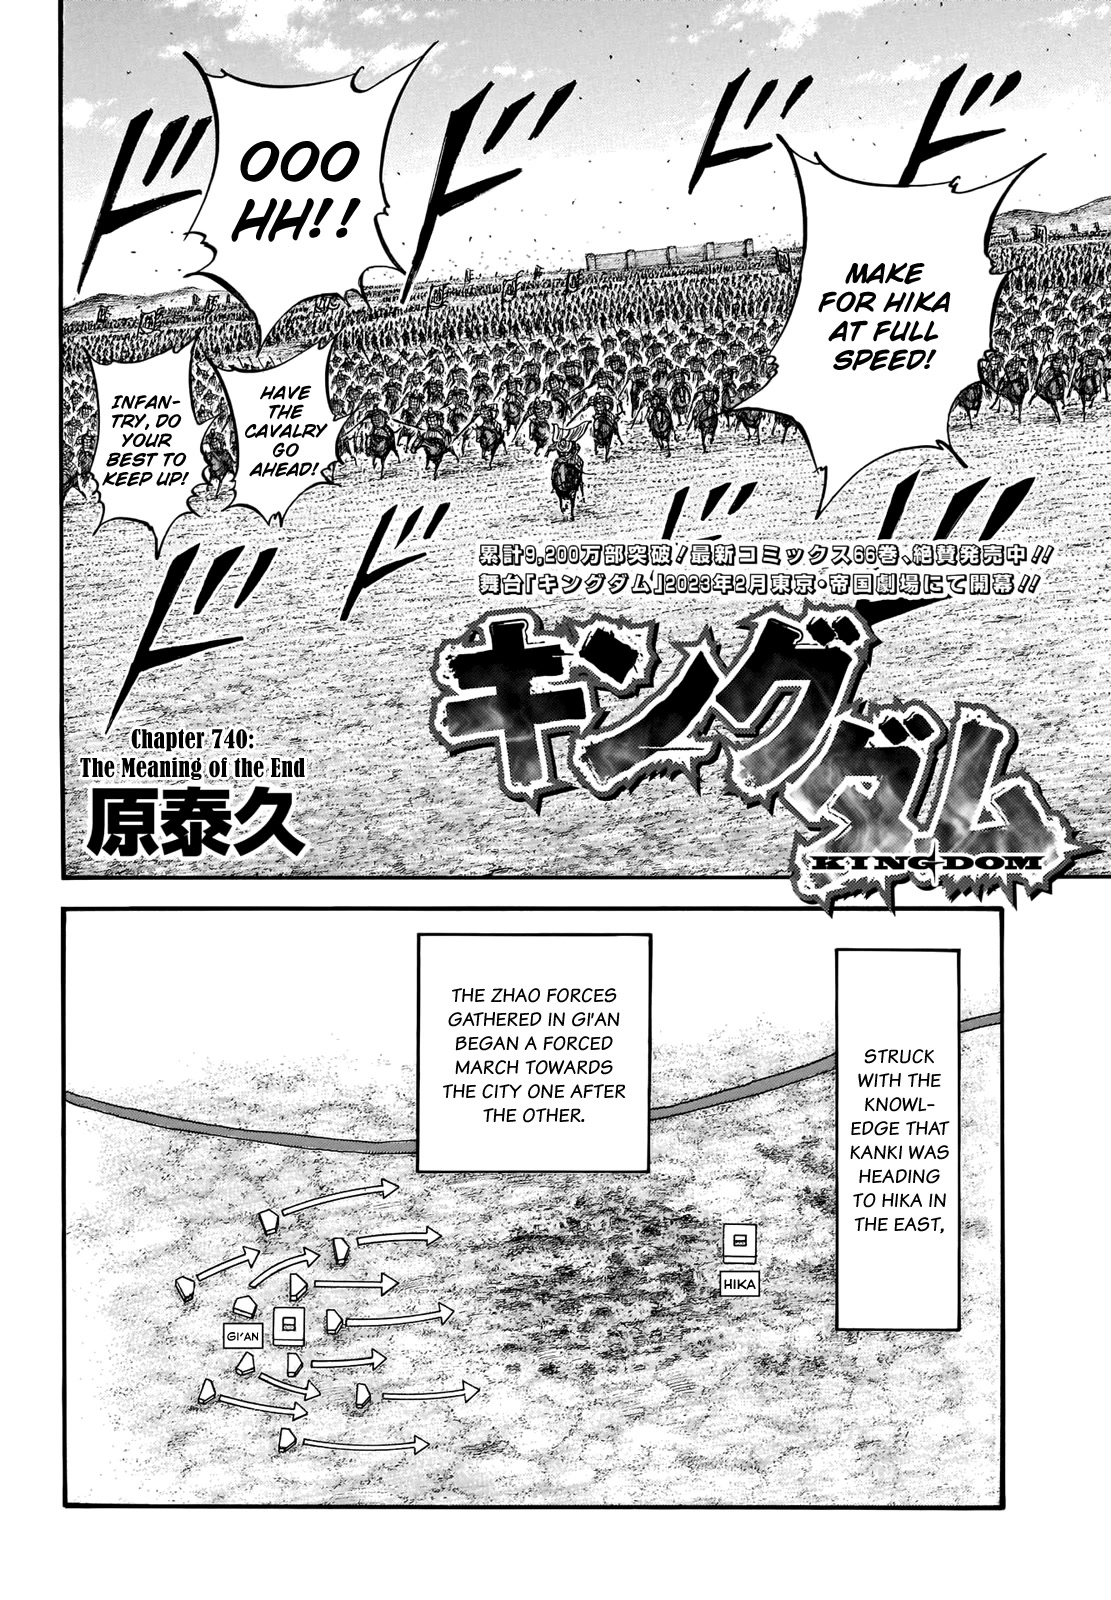 MAKE
FOR HIKA
AT FULL
SPEED!
OOO
HH!!
HAVE
THE
CAVALRY
GO
AHEAD!
INFAN-
TRY, DO
YOUR
BEST TO
KEEP UP!
ドドドド
ドドドド
累計9,200万部突破!最新コミックス66巻、絶賛発売中!!
舞台「キングダム」2023年2月東京・帝国劇場にて開幕!!
キングダム
KINGDOM
Chapter 740:
The Meaning of the End
原泰久
STRUCK
WITH THE
KNOWL-
EDGE THAT
KANKI WAS
HEADING
TO HIKA IN
THE EAST,
THE ZHAO FORCES
GATHERED IN GI'AN
BEGAN A FORCED
MARCH TOWARDS
THE CITY ONE AFTER
THE OTHER.
HIKA
GI'AN